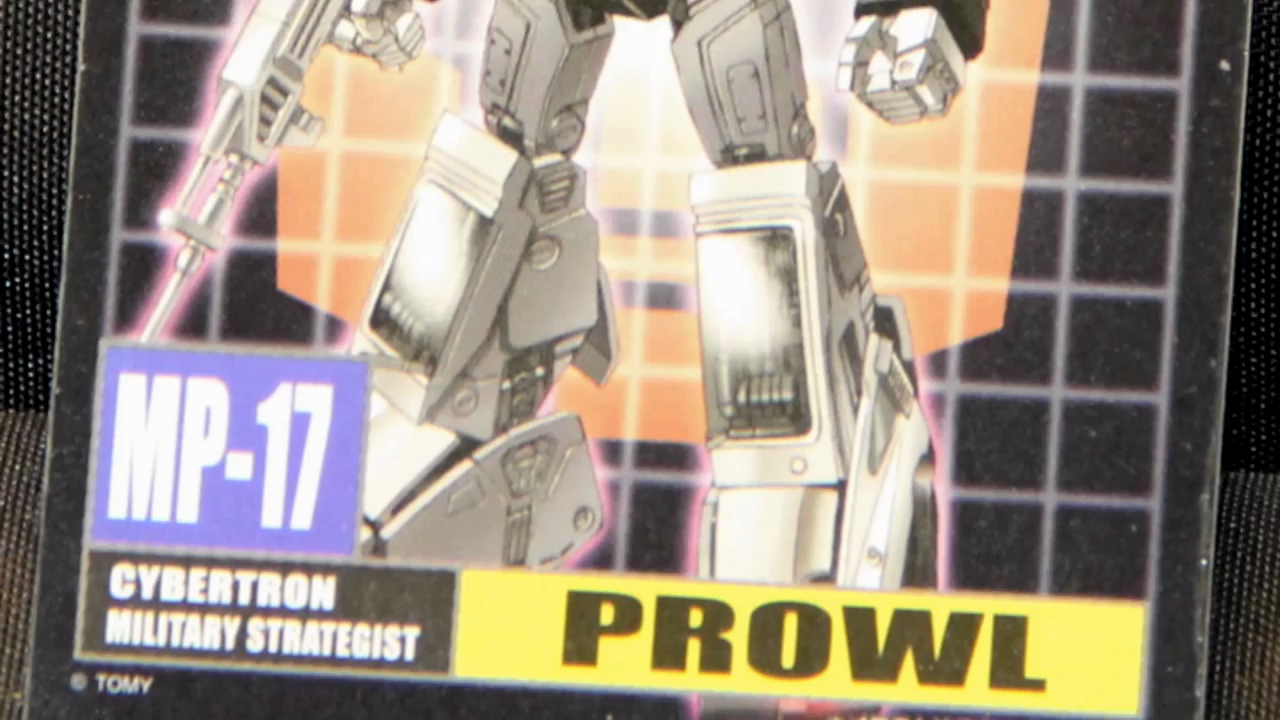 MP-17
CYBERTRON
MILITARY STRATEGIST
PROWL
© TOMY